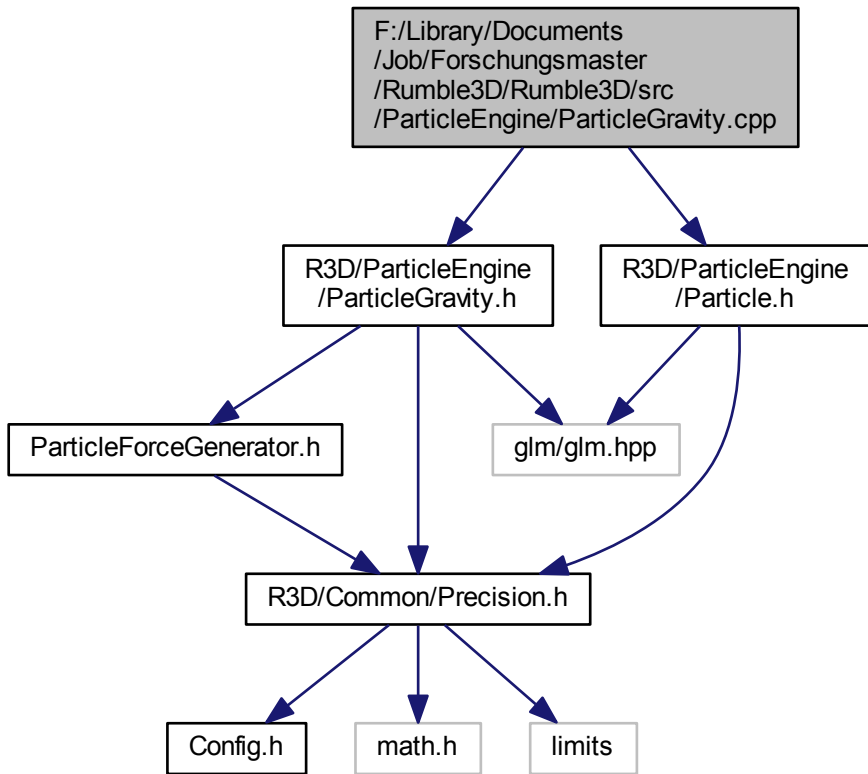 F:/Library/Documents
/Job/Forschungsmaster
/Rumble3D/Rumble3D/src
/ParticleEngine/ParticleGravity.cpp
R3D/ParticleEngine
/ParticleGravity.h
R3D/ParticleEngine
/Particle.h
ParticleForceGenerator.h
glm/glm.hpp
R3D/Common/Precision.h
Config.h
math.h
limits